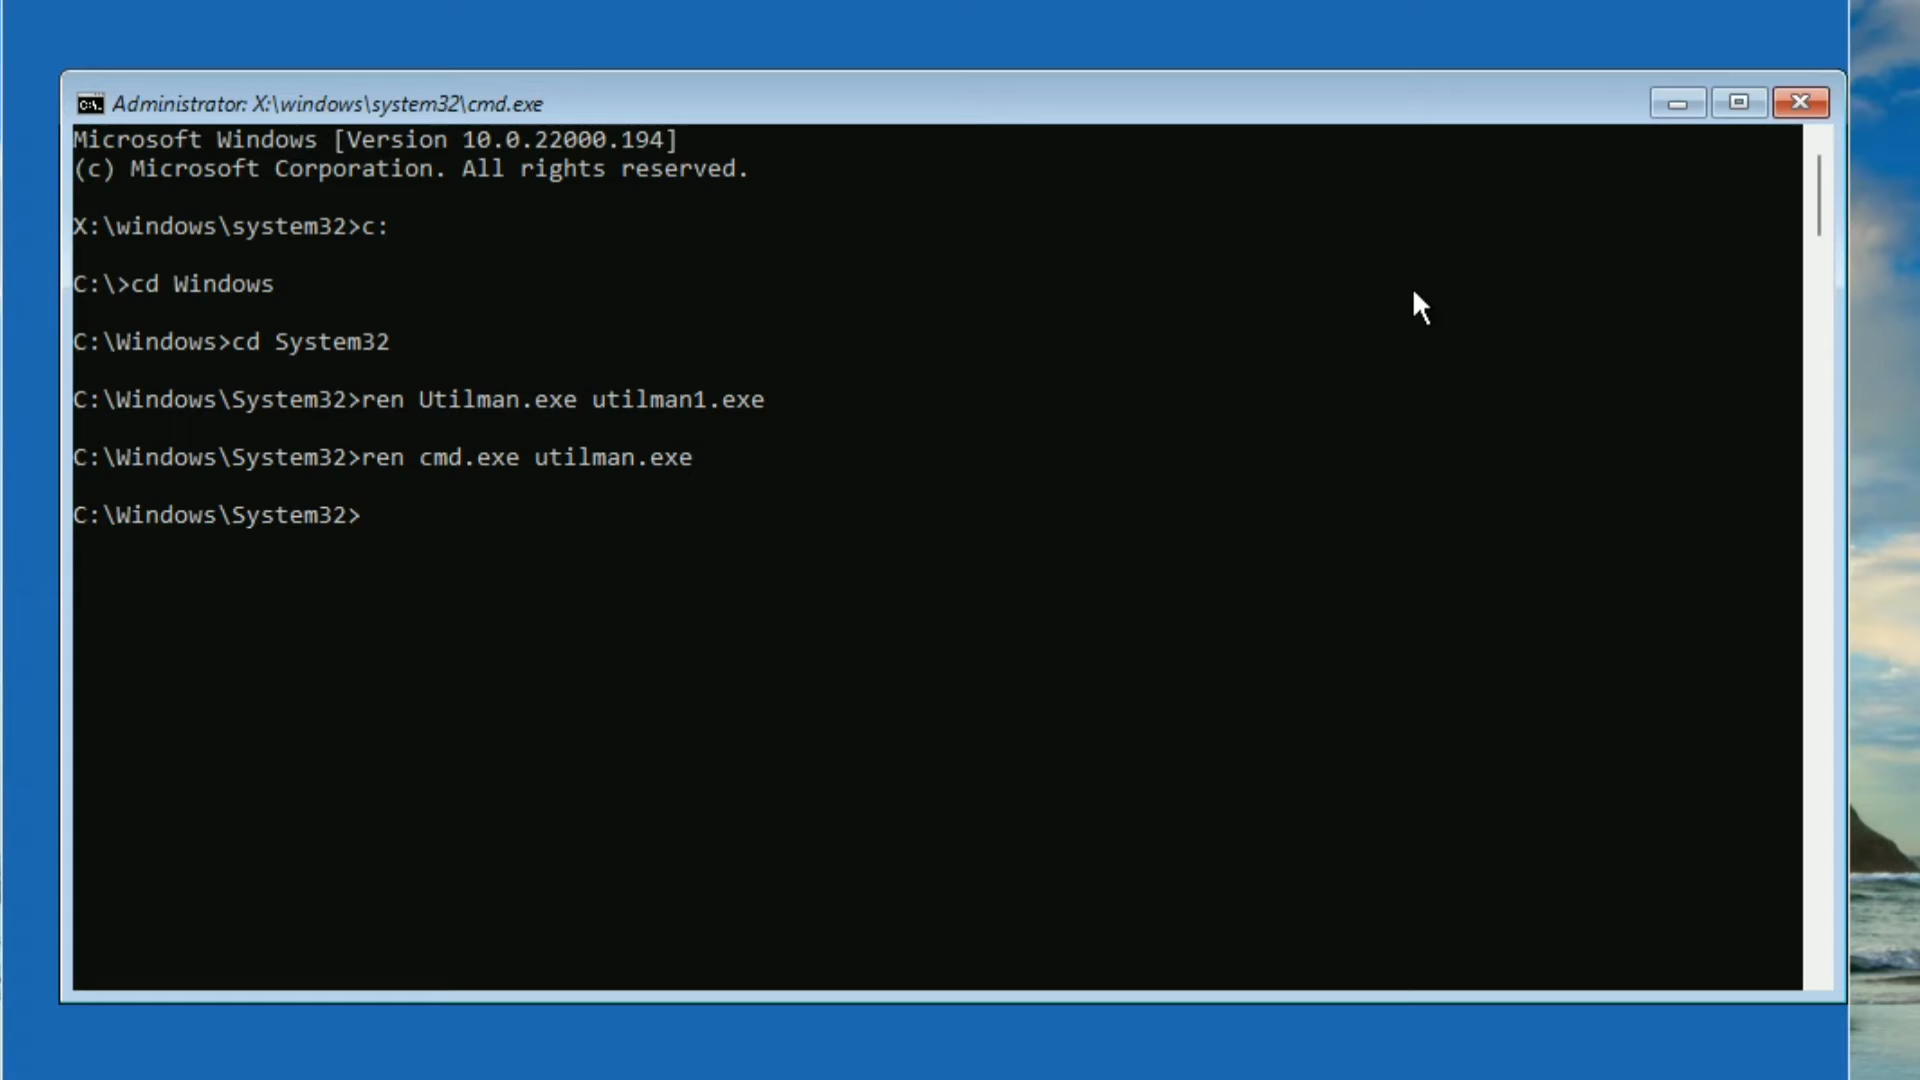 Administrator: X:\windows\system32\cmd.exe
Microsoft Windows [Version 10.0.22000.194]
(c) Microsoft Corporation. All rights reserved.
X:\windows\system32>c:
C:\>cd Windows
C:\Windows>cd System32
C:\Windows\System32>ren Utilman.exe utilman1.exe
C:\Windows\System32>ren cmd.exe utilman.exe
C:\Windows\System32>